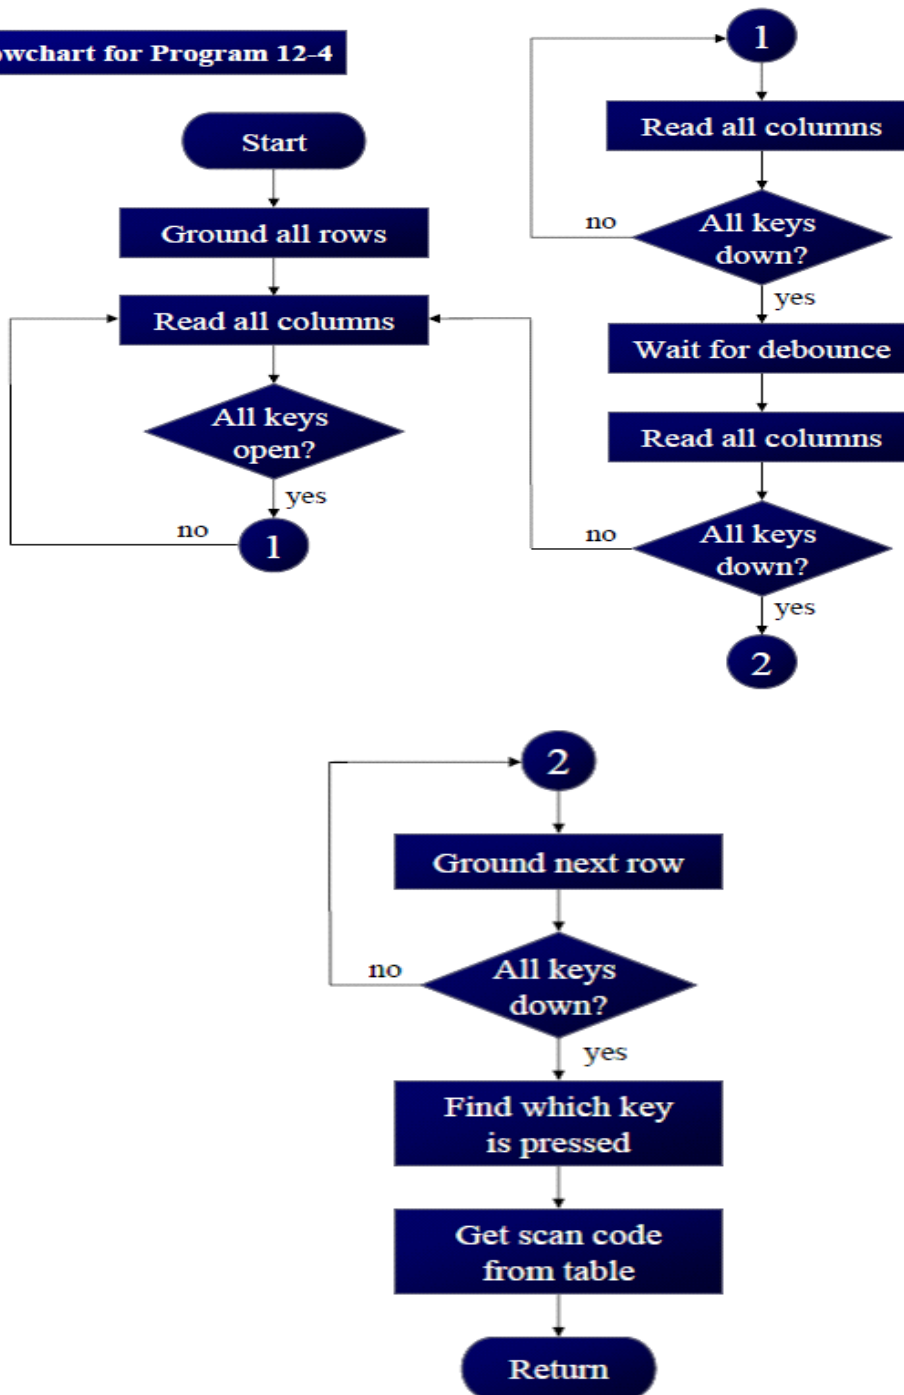 owchart for Program 12-4
Start
Ground all rows
Read all columns
All keys
open?
yes
no
1
1
Read all columns
All keys
down?
no
yes
Wait for debounce
Read all columns
All keys
down?
no
yes
2
2
Ground next row
All keys
down?
no
yes
Find which key
is pressed
Get scan code
from table
Return